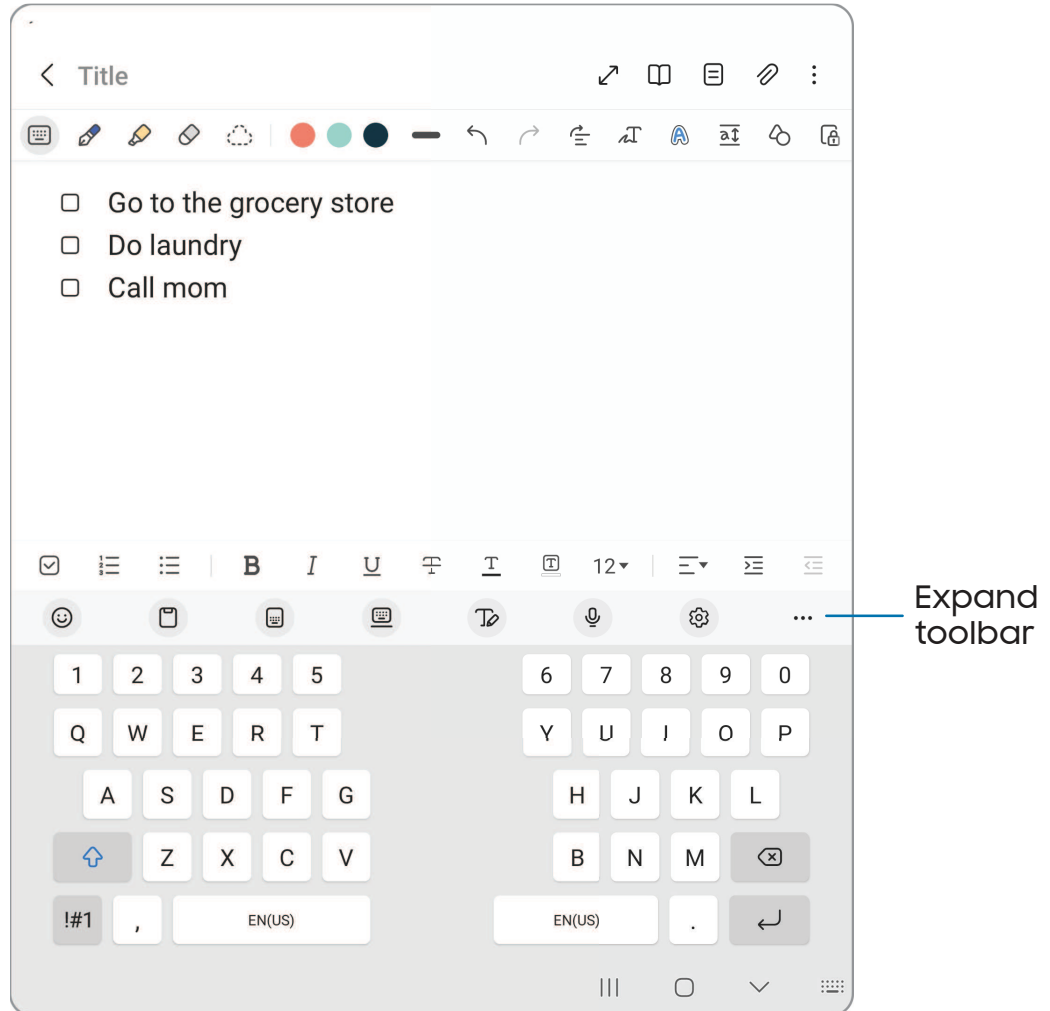 Title
Go to the grocery store
Do laundry
Call mom
B I U T T T 12
Expand
toolbar
1 2 3 4 5 6 7 8 9 0
Q W E R T Y U I O P
A S D F G H J K L
Z X C V B N M
!#1 , EN(US) EN(US) .